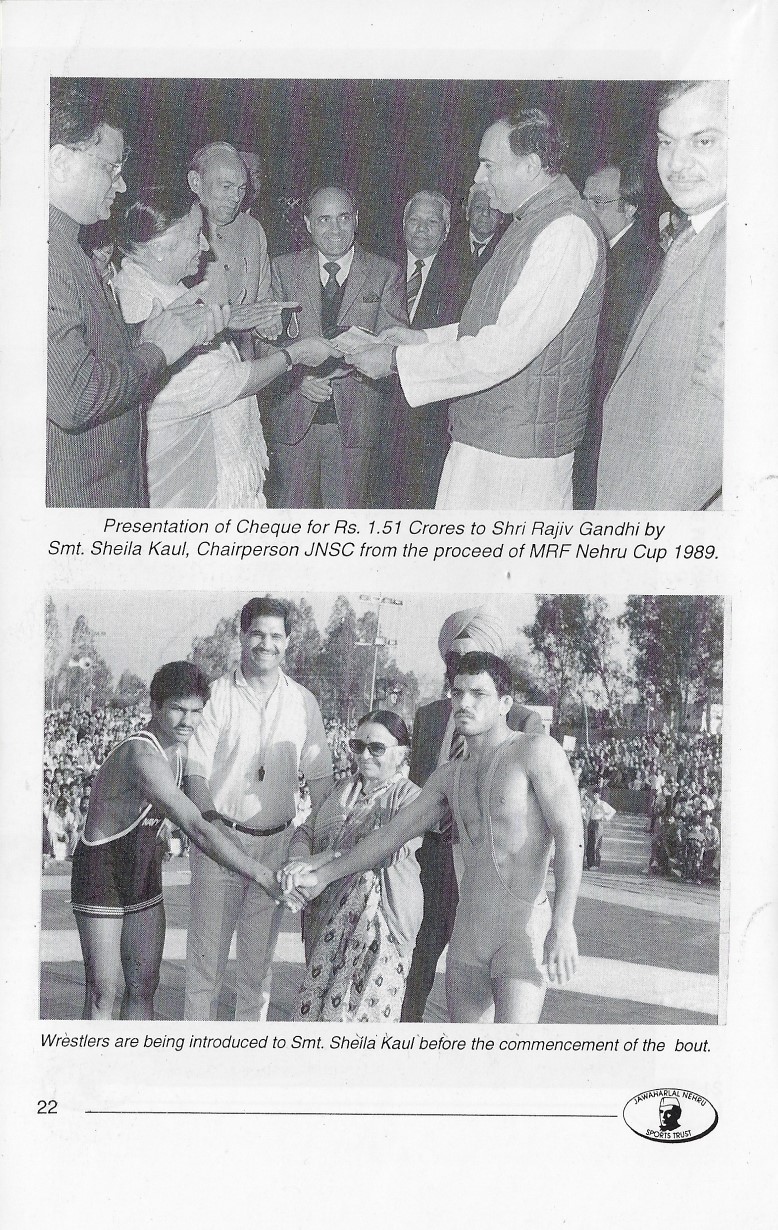 Presentation of Cheque for Rs. 1.51 Crores to Shri Rajiv Gandhi by
Smt. Sheila Kaul, Chairperson JNSC from the proceed of MRF Nehru Cup 1989.
NAVY
Wrestlers are being introduced to Smt. Sheila Kaul before the commencement of the bout.
22
JAWAHARLAL NEHRU
SPORTS TRUST